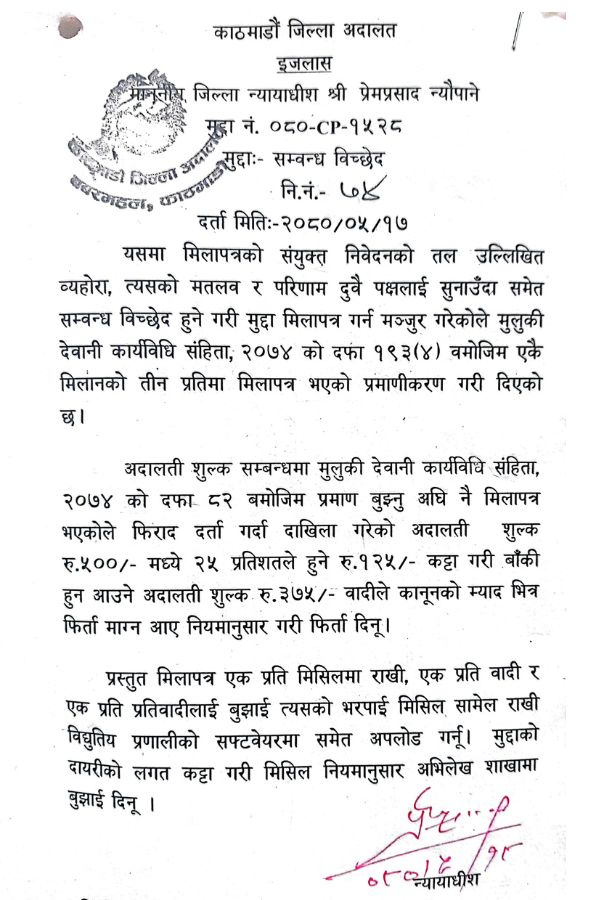 काठमाडौं जिल्ला अदालत
इजलास
माननीय जिल्ला न्यायाधीश श्री प्रेमप्रसाद न्यौपाने
मुद्दा नं. ०८०-CP-१५२८
मुद्दाः- सम्बन्ध विच्छेद
नि.नं.- ७४
दर्ता मितिः-२०८०/०५/१७
काठमाडौं जिल्ला अदालत
बबरमहल, काठमाडौं
यसमा मिलापत्रको संयुक्त निवेदनको तल उल्लिखित
व्यहोरा, त्यसको मतलव र परिणाम दुवै पक्षलाई सुनाउँदा समेत
सम्वन्ध विच्छेद हुने गरी मुद्दा मिलापत्र गर्न मञ्जुर गरेकोले मुलुकी
देवानी कार्यविधि संहिता, २०७४ को दफा १९३(४) वमोजिम एकै
मिलानको तीन प्रतिमा मिलापत्र भएको प्रमाणीकरण गरी दिएको
छ।
अदालती शुल्क सम्बन्धमा मुलुकी देवानी कार्यविधि संहिता,
२०७४ को दफा ८२ बमोजिम प्रमाण बुझ्नु अघि नै मिलापत्र
भएकोले फिराद दर्ता गर्दा दाखिला गरेको अदालती शुल्क
रु.५००/- मध्ये २५ प्रतिशतले हुने रु.१२५/- कट्टा गरी बाँकी
हुन आउने अदालती शुल्क रु.३७५/- वादीले कानूनको म्याद भित्र
फिर्ता माग्न आए नियमानुसार गरी फिर्ता दिनू।
प्रस्तुत मिलापत्र एक प्रति मिसिलमा राखी, एक प्रति वादी र
एक प्रति प्रतिवादीलाई बुझाई त्यसको भरपाई मिसिल सामेल राखी
विद्युतिय प्रणालीको सफ्टवेयरमा समेत अपलोड गर्नू। मुद्दाको
दायरीको लगत कट्टा गरी मिसिल नियमानुसार अभिलेख शाखामा
बुझाई दिनू ।
०८०/५/१८
न्यायाधीश